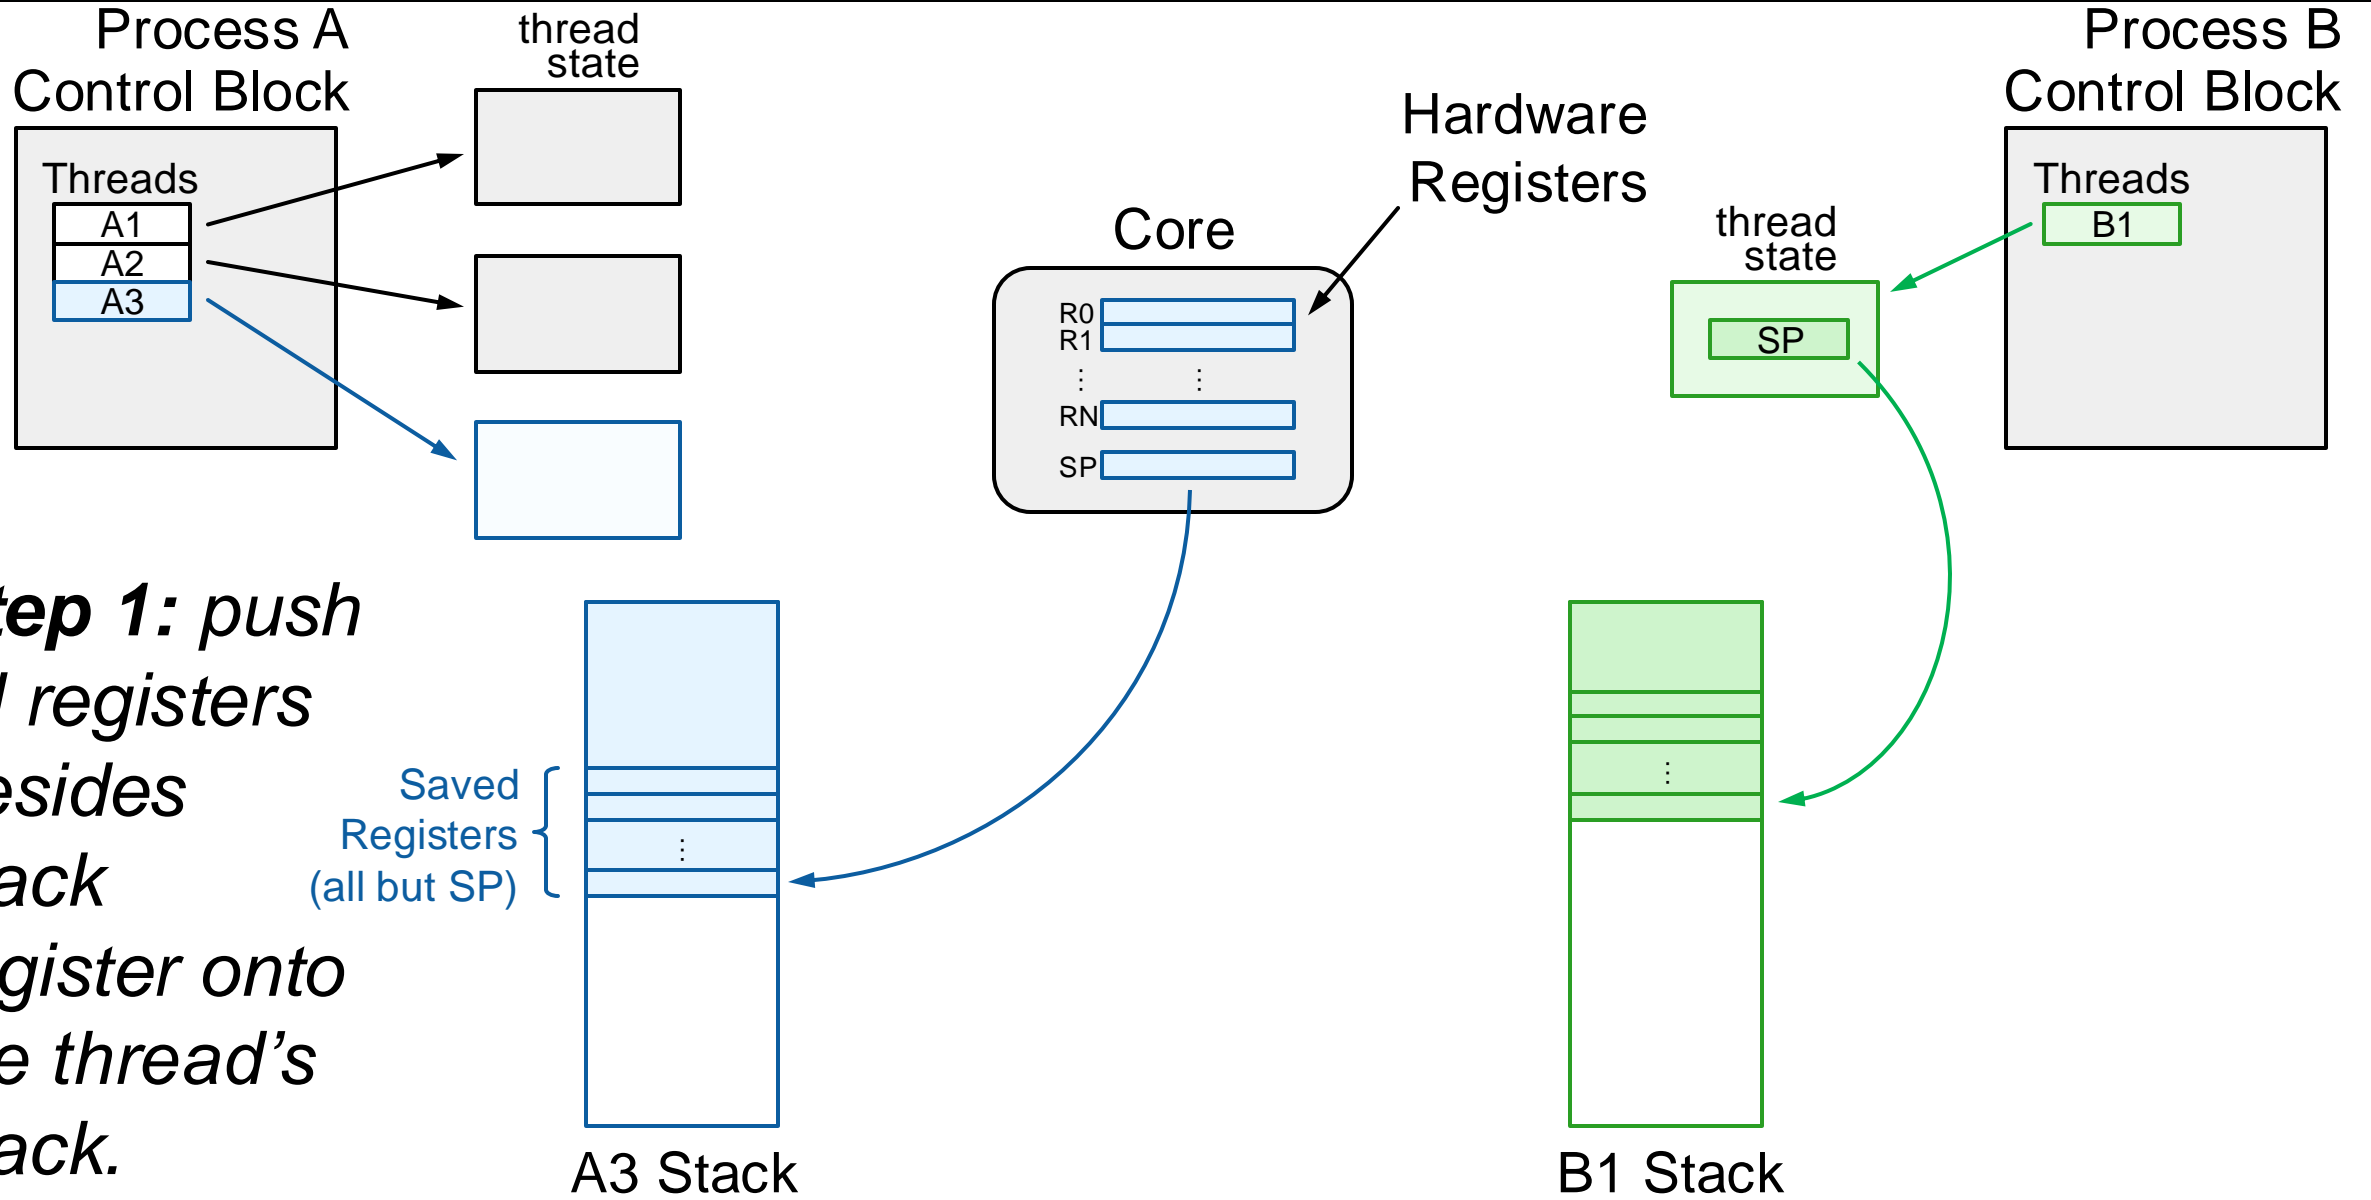 Process A
Control Block
Threads
A1
A2
A3
thread
state
Core
R0
R1
⋮ ⋮
RN
SP
Hardware
Registers
thread
state
SP
Process B
Control Block
Threads
B1
tep 1: push
l registers
esides
ack
gister onto
e thread's
ack.
Saved
Registers
(all but SP)
⋮
A3 Stack
⋮
B1 Stack